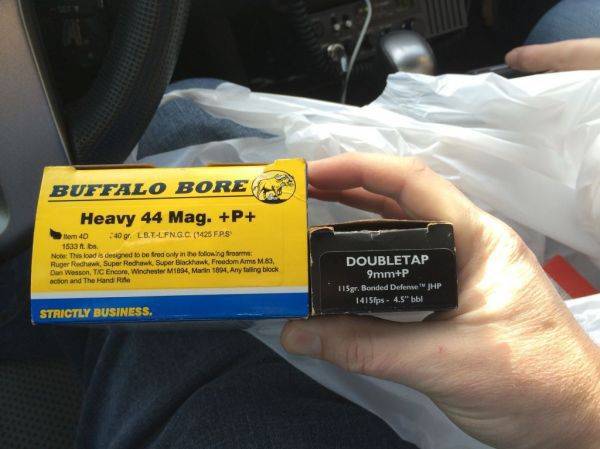 BUFFALO BORE
Heavy 44 Mag. +P+
Item 4D 340 gr. L.B.T.-L.F.N.G.C. (1425 F.P.S)
1533 ft. lbs.
Note: This load is designed to be fired only in the following firearms:
Ruger Redhawk, Super Redhawk, Super Blackhawk, Freedom Arms M.83,
Dan Wesson, T/C Encore, Winchester M1894, Marlin 1894, Any falling block
action and The Handi Rifle
STRICTLY BUSINESS.
DOUBLETAP
9mm+P
115gr. Bonded Defense™ JHP
1415fps - 4.5" bbl